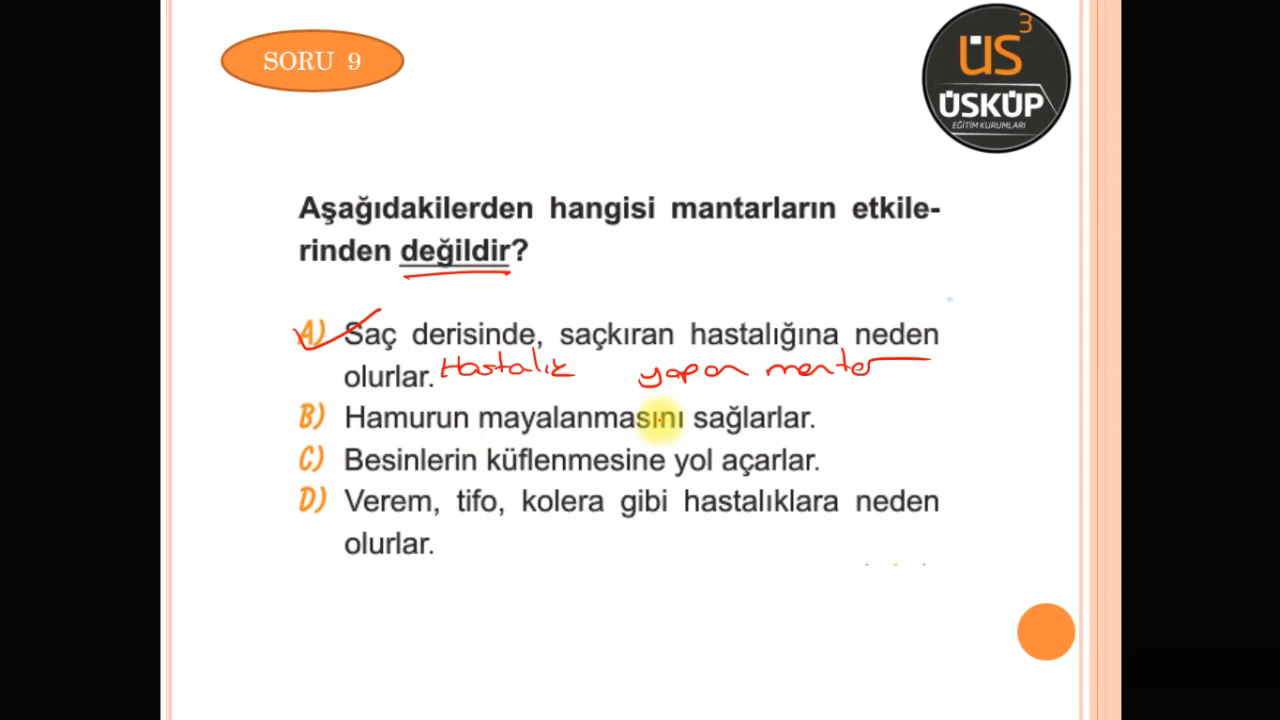 SORU 9
3
ÜS
ÜSKÜP
EĞİTİM KURUMLARI
Aşağıdakilerden hangisi mantarların etkile-
rinden değildir?
A) Saç derisinde, saçkıran hastalığına neden
olurlar. Hastalık yapan manter
B) Hamurun mayalanmasını sağlarlar.
C) Besinlerin küflenmesine yol açarlar.
D) Verem, tifo, kolera gibi hastalıklara neden
olurlar.